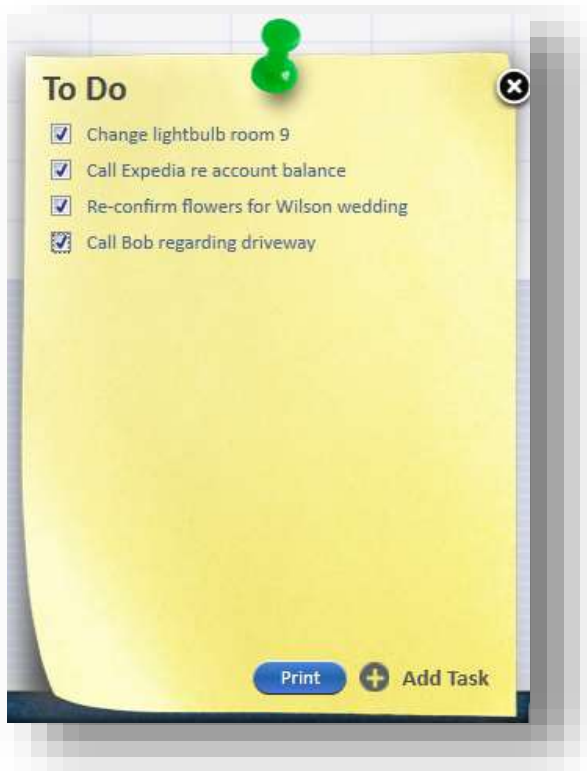 To Do
Change lightbulb room 9
Call Expedia re account balance
Re-confirm flowers for Wilson wedding
Call Bob regarding driveway
Print Add Task